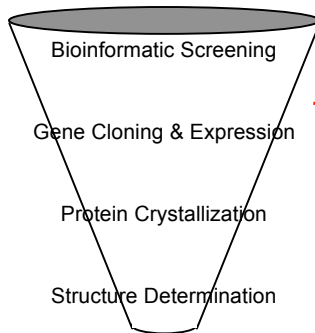 Bioinformatic Screening
Gene Cloning & Expression
Protein Crystallization
Structure Determination